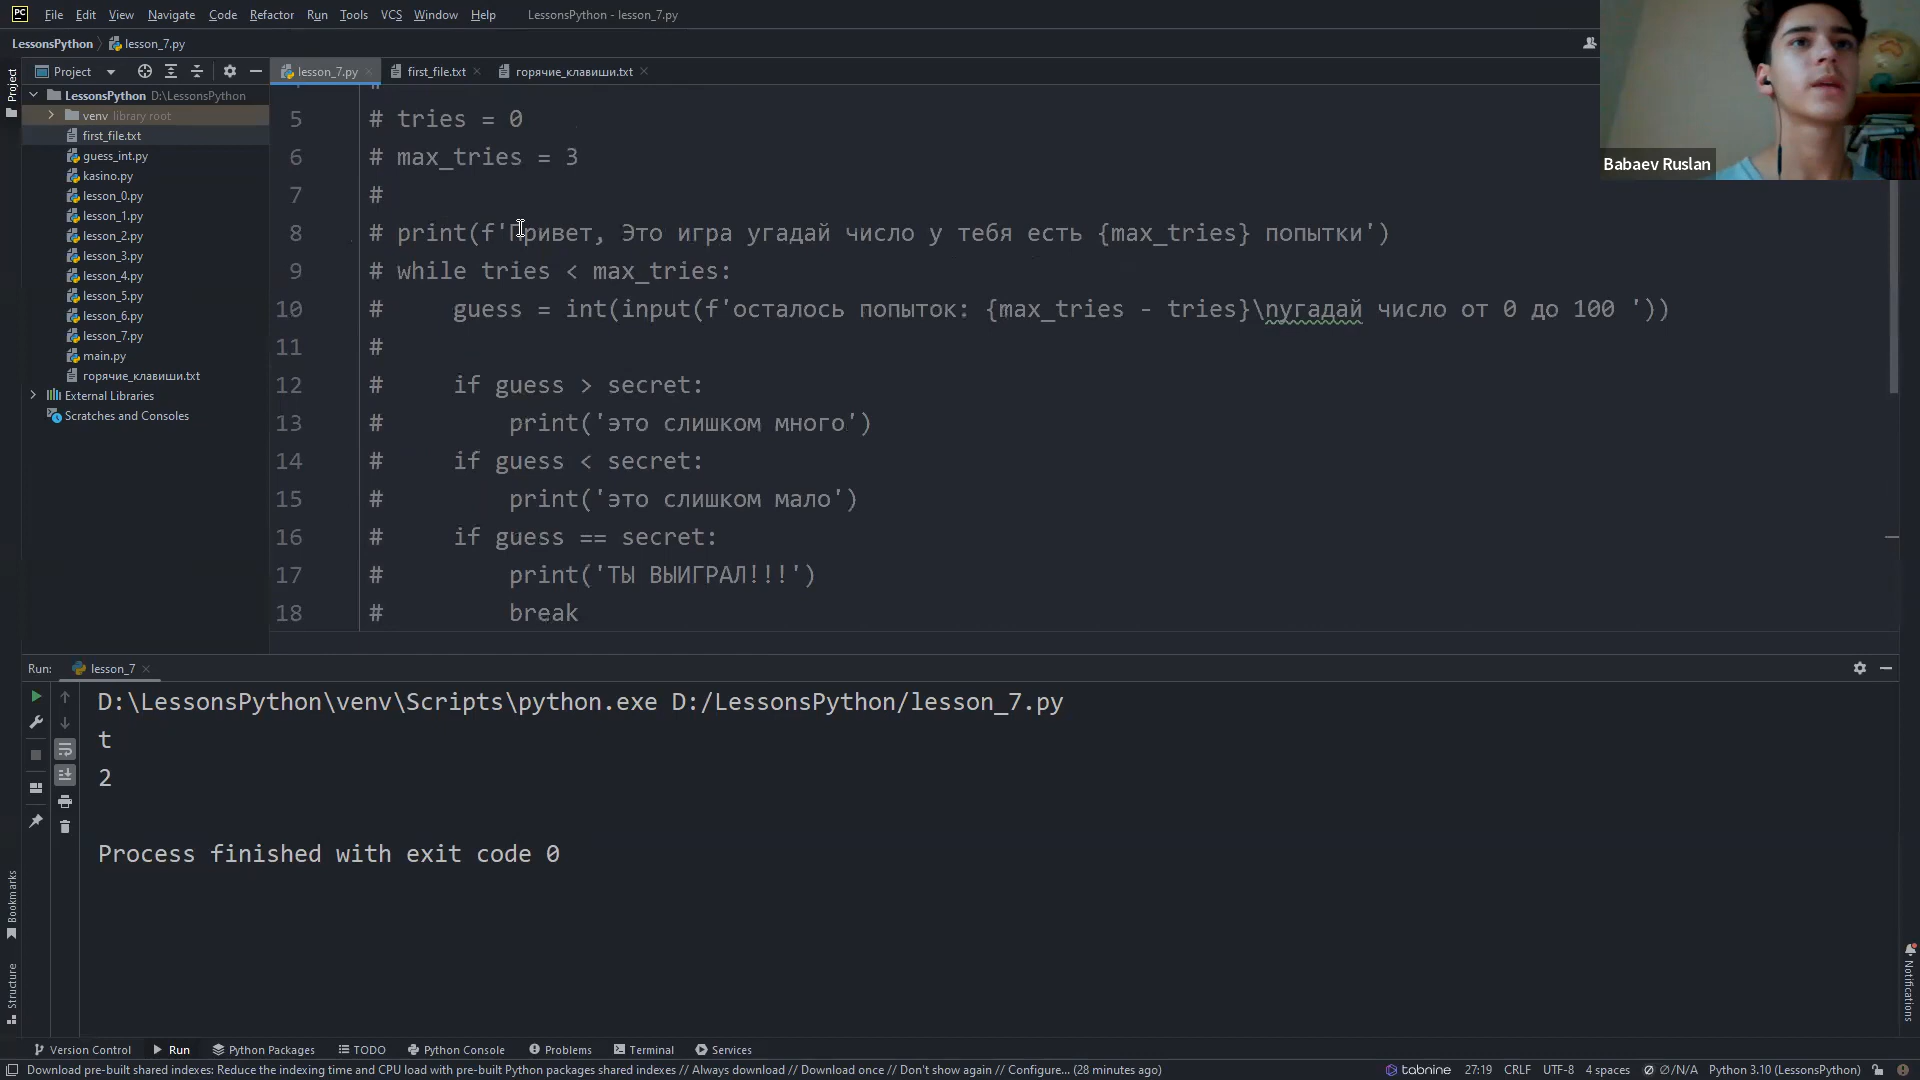 File Edit View Navigate Code Refactor Run Tools VCS Window Help LessonsPython - lesson_7.py
LessonsPython lesson_7.py
Project lesson_7.py first_file.txt горячие_клавиши.txt
Project
LessonsPython D:\LessonsPython
venv library root
first_file.txt
guess_int.py
kasino.py
lesson_0.py
lesson_1.py
lesson_2.py
lesson_3.py
lesson_4.py
lesson_5.py
lesson_6.py
lesson_7.py
main.py
горячие_клавиши.txt
External Libraries
Scratches and Consoles
5 # tries = 0
6 # max_tries = 3
7 #
8 # print(f'Привет, Это игра угадай число у тебя есть {max_tries} попытки')
9 # while tries < max_tries:
10 #     guess = int(input(f'осталось попыток: {max_tries - tries}\nугадай число от 0 до 100 '))
11 #
12 #     if guess > secret:
13 #         print('это слишком много')
14 #     if guess < secret:
15 #         print('это слишком мало')
16 #     if guess == secret:
17 #         print('ТЫ ВЫИГРАЛ!!!')
18 #         break
Babaev Ruslan
Run: lesson_7
D:\LessonsPython\venv\Scripts\python.exe D:/LessonsPython/lesson_7.py
t
2
Process finished with exit code 0
Bookmarks
Structure
Notifications
Version Control Run Python Packages TODO Python Console Problems Terminal Services
Download pre-built shared indexes: Reduce the indexing time and CPU load with pre-built Python packages shared indexes // Always download // Download once // Don't show again // Configure... (28 minutes ago) tabnine 27:19 CRLF UTF-8 4 spaces ∅/N/A Python 3.10 (LessonsPython)